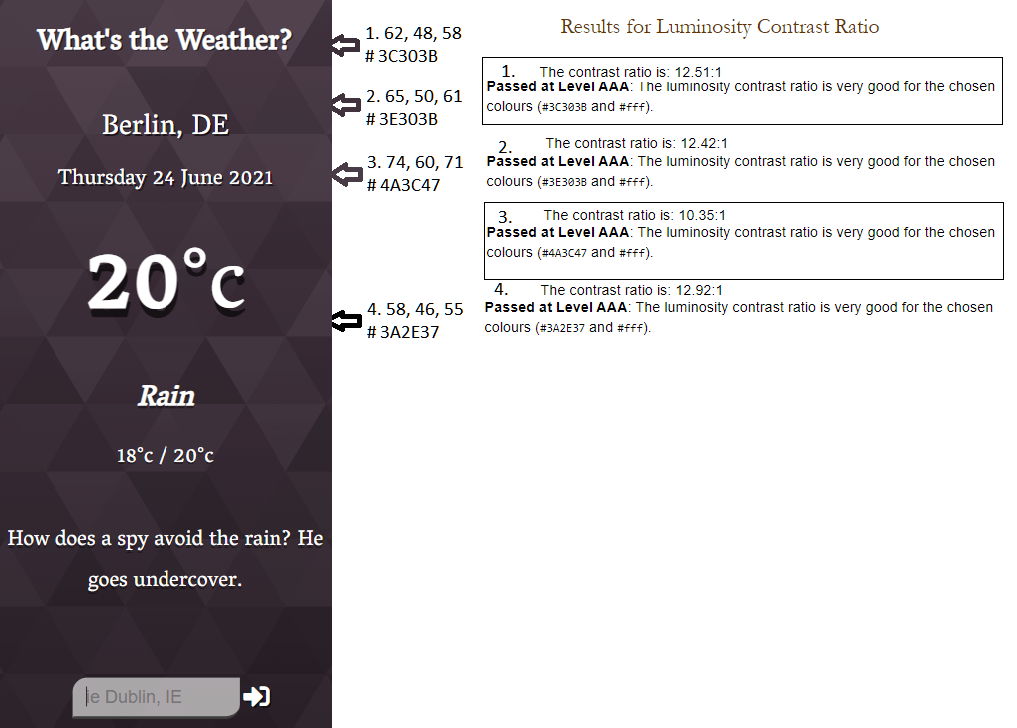 What's the Weather?
Berlin, DE
Thursday 24 June 2021
20°c
Rain
18°c / 20°c
How does a spy avoid the rain? He
goes undercover.
ie Dublin, IE
1. 62, 48, 58
# 3C303B
2. 65, 50, 61
# 3E303B
3. 74, 60, 71
# 4A3C47
4. 58, 46, 55
# 3A2E37
Results for Luminosity Contrast Ratio
1. The contrast ratio is: 12.51:1
Passed at Level AAA: The luminosity contrast ratio is very good for the chosen
colours (#3C303B and #fff).
2. The contrast ratio is: 12.42:1
Passed at Level AAA: The luminosity contrast ratio is very good for the chosen
colours (#3E303B and #fff).
3. The contrast ratio is: 10.35:1
Passed at Level AAA: The luminosity contrast ratio is very good for the chosen
colours (#4A3C47 and #fff).
4. The contrast ratio is: 12.92:1
Passed at Level AAA: The luminosity contrast ratio is very good for the chosen
colours (#3A2E37 and #fff).